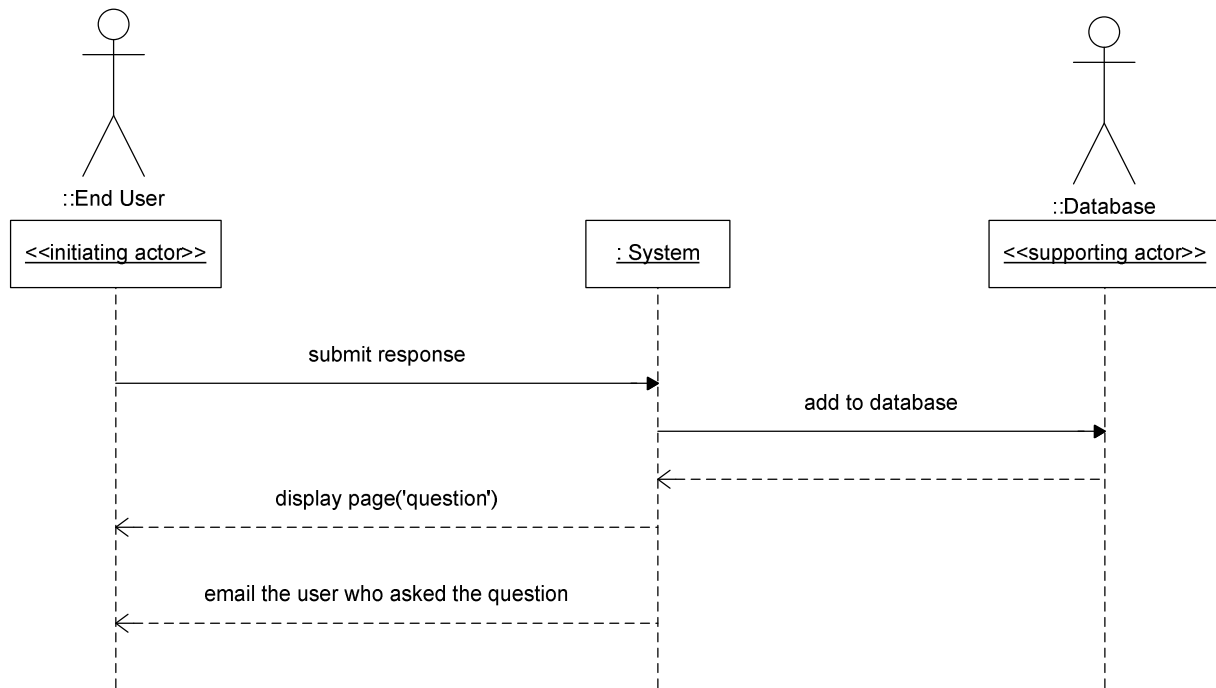 ::End User
::Database
<<initiating actor>>
: System
<<supporting actor>>
submit response
add to database
display page('question')
email the user who asked the question